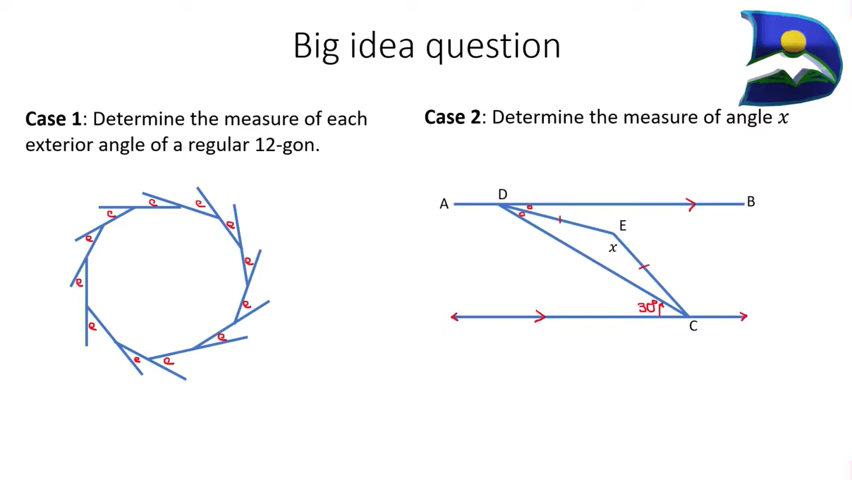 Big idea question
Case 1: Determine the measure of each
exterior angle of a regular 12-gon.
e
e
e
e
e
e
e
e
e
e
e
e
Case 2: Determine the measure of angle x
A
D
B
E
x
30°
C